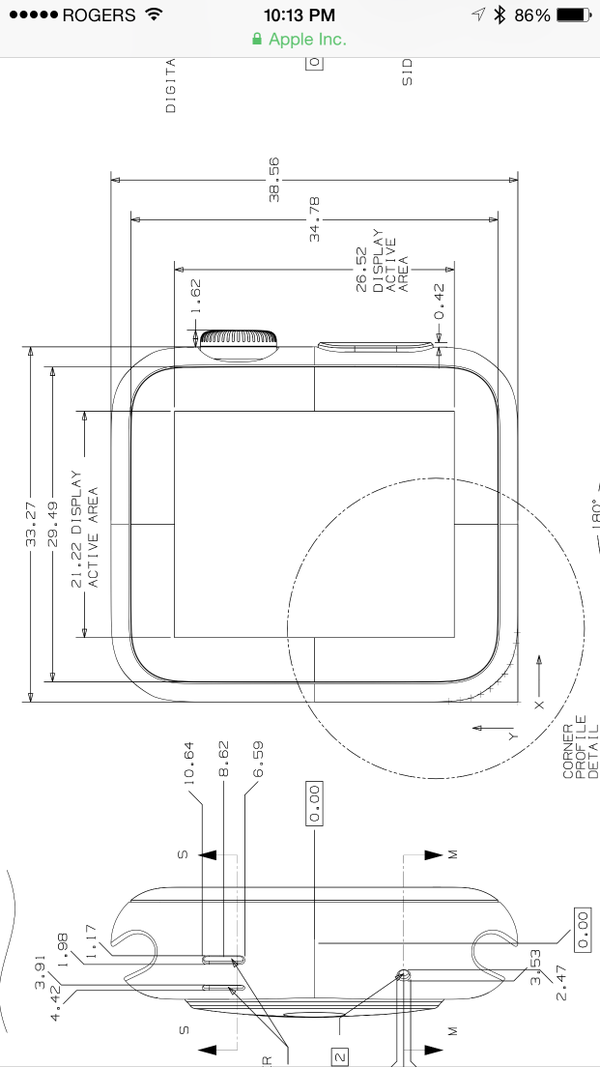 ROGERS
10:13 PM
86%
Apple Inc.
DIGITA
0
SID
38.56
34.78
26.52
DISPLAY
ACTIVE
AREA
1.62
0.42
33.27
29.49
21.22 DISPLAY
ACTIVE AREA
180°
X
Y
CORNER
PROFILE
DETAIL
10.64
8.62
6.59
0.00
S
M
0.00
1.17
1.98
3.91
4.42
3.53
2.47
S
M
ER
2